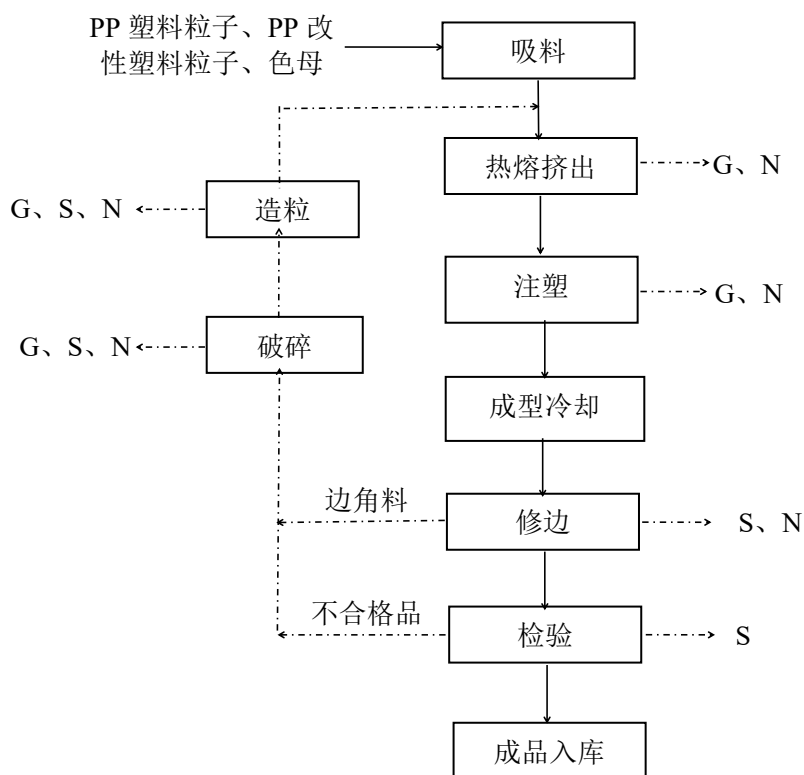 PP 塑料粒子、PP 改
性塑料粒子、色母
吸料
热熔挤出
G、N
造粒
G、S、N
注塑
G、N
破碎
G、S、N
成型冷却
边角料
修边
S、N
不合格品
检验
S
成品入库